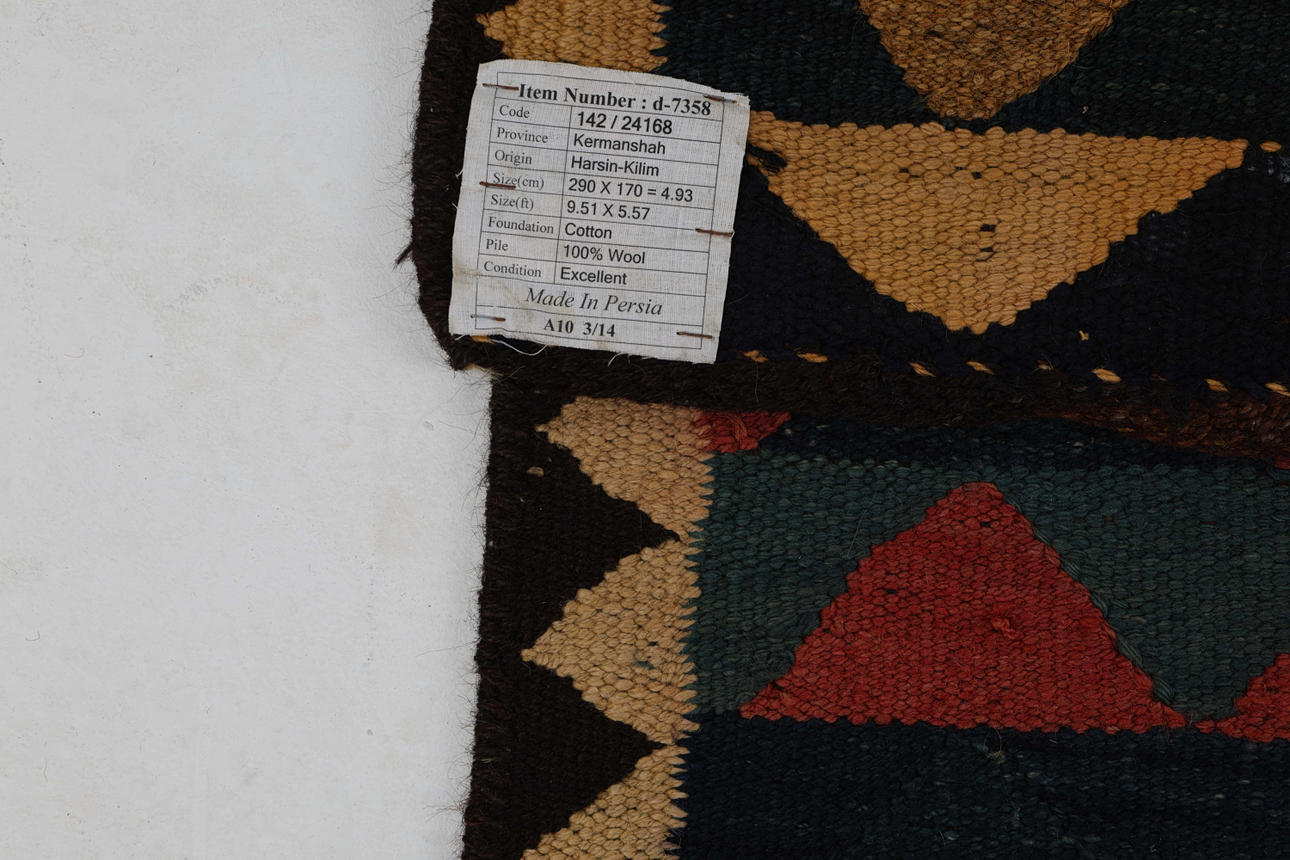 Item Number : d-7358
Code 142 / 24168
Province Kermanshah
Origin Harsin-Kilim
Size(cm) 290 X 170 = 4.93
Size(ft) 9.51 X 5.57
Foundation Cotton
Pile 100% Wool
Condition Excellent
Made In Persia
A10 3/14